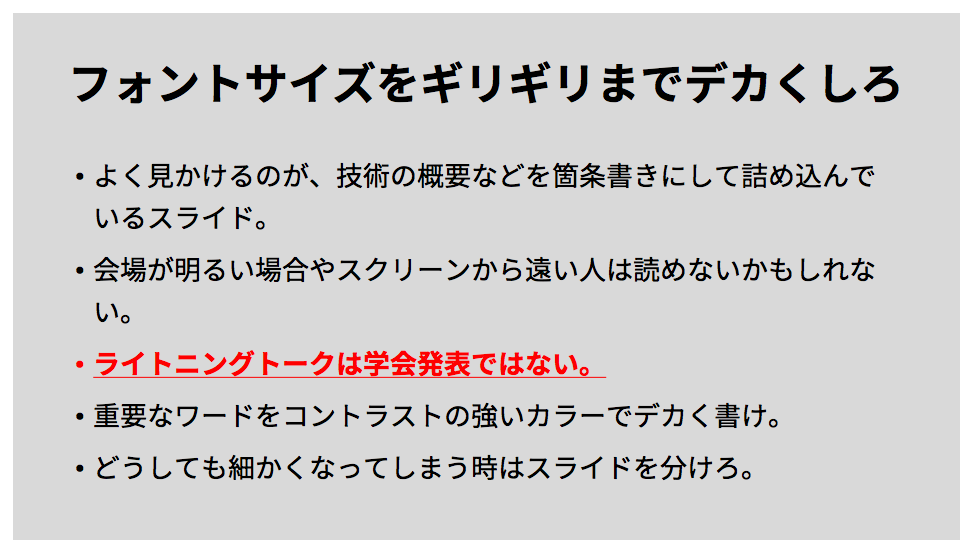 フォントサイズをギリギリまでデカくしろ
• よく見かけるのが、技術の概要などを箇条書きにして詰め込んで
いるスライド。
• 会場が明るい場合やスクリーンから遠い人は読めないかもしれな
い。
• ライトニングトークは学会発表ではない。
• 重要なワードをコントラストの強いカラーでデカく書け。
• どうしても細かくなってしまう時はスライドを分けろ。